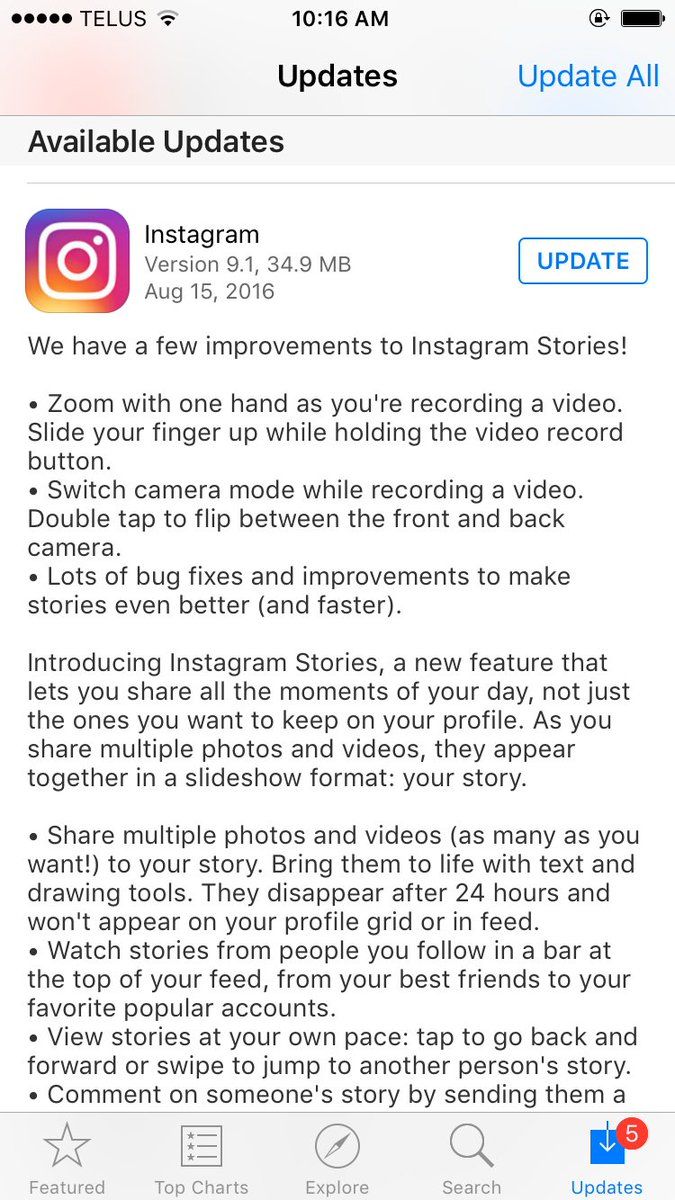 ●●●●● TELUS 10:16 AM
Updates Update All
Available Updates
Instagram
Version 9.1, 34.9 MB
Aug 15, 2016
UPDATE
We have a few improvements to Instagram Stories!
• Zoom with one hand as you're recording a video.
Slide your finger up while holding the video record
button.
• Switch camera mode while recording a video.
Double tap to flip between the front and back
camera.
• Lots of bug fixes and improvements to make
stories even better (and faster).
Introducing Instagram Stories, a new feature that
lets you share all the moments of your day, not just
the ones you want to keep on your profile. As you
share multiple photos and videos, they appear
together in a slideshow format: your story.
• Share multiple photos and videos (as many as you
want!) to your story. Bring them to life with text and
drawing tools. They disappear after 24 hours and
won't appear on your profile grid or in feed.
• Watch stories from people you follow in a bar at
the top of your feed, from your best friends to your
favorite popular accounts.
• View stories at your own pace: tap to go back and
forward or swipe to jump to another person's story.
• Comment on someone's story by sending them a
5
Featured Top Charts Explore Search Updates